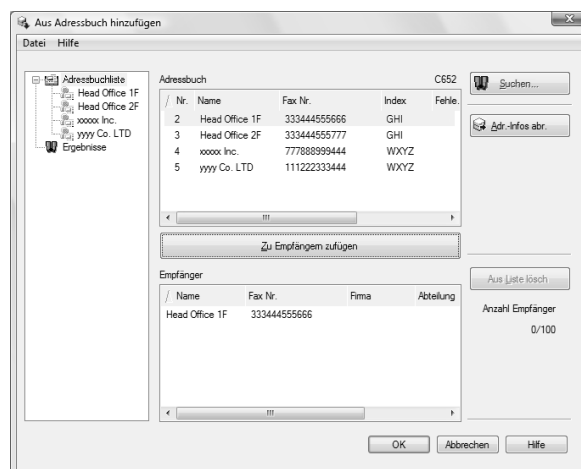 Aus Adressbuch hinzufügen
Datei Hilfe
Adressbuchliste
Head Office 1F
Head Office 2F
xxxxx Inc.
yyyy Co. LTD
Ergebnisse
Adressbuch C652
/ Nr. Name Fax Nr. Index Fehle.
2 Head Office 1F 333444555666 GHI
3 Head Office 2F 333444555777 GHI
4 xxxxx Inc. 777888999444 WXYZ
5 yyyy Co. LTD 111222333444 WXYZ
Zu Empfängern zufügen
Empfänger
/ Name Fax Nr. Firma Abteilung
Head Office 1F 333444555666
Suchen...
Adr.-Infos abr.
Aus Liste lösch
Anzahl Empfänger
0/100
OK Abbrechen Hilfe